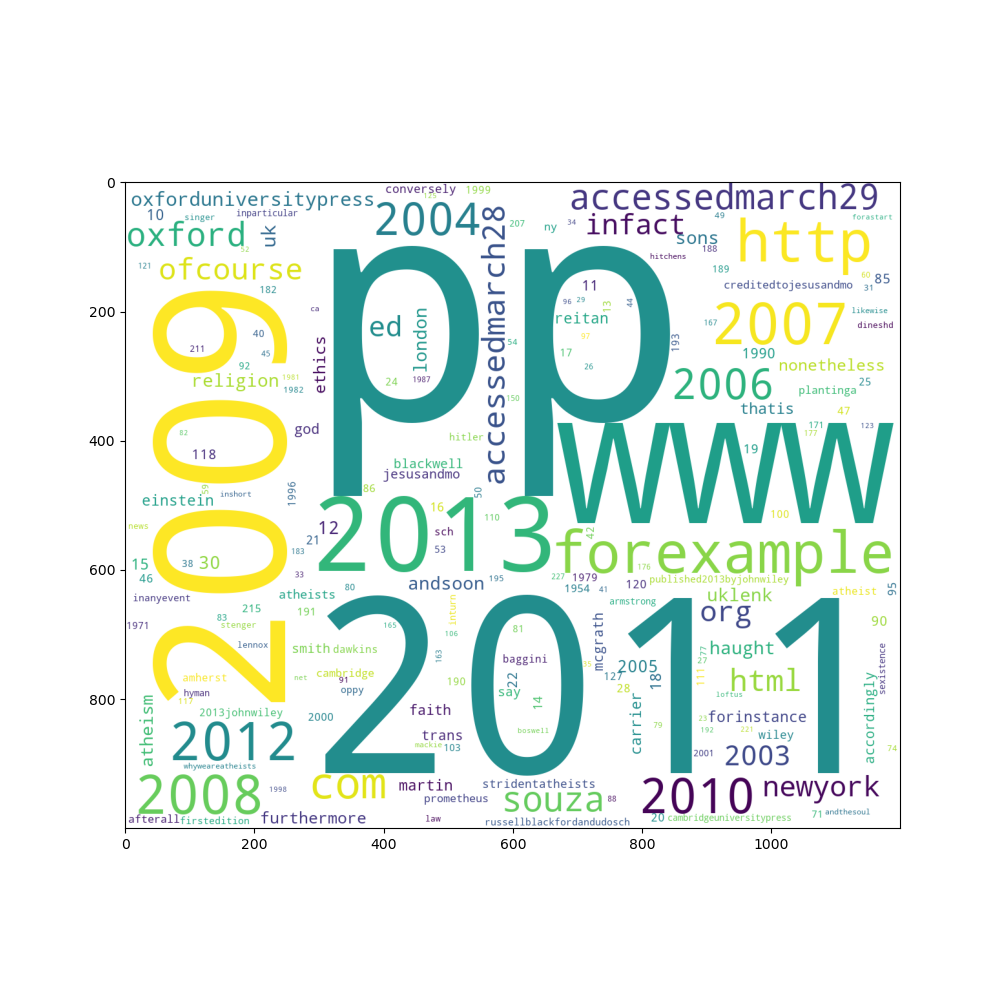 0
200
400
600
800
0
200
400
600
800
1000
oxforduniversitypress
conversely
1999
accessedmarch29
10
singer
inparticular
2004
207
ny
34
infact
49
forastart
oxford
uk
52
sons
188
http
hitchens
121
ofcourse
accessedmarch28
189
60
85
182
ca
creditedtojesusandmo
31
2009
pp
11
96
29
13
44
likewise
ed
london
reitan
167
2007
dineshd
40
97
193
211
45
54
17
1990
92
ethics
26
nonetheless
religion
1981
1982
24
1987
2006
25
plantinga
150
thatis
47
82
god
hitler
171
123
177
118
blackwell
19
www
jesusandmo
59
inshort
1996
86
50
einstein
16
110
100
news
12
2013
sch
42
forexample
21
53
183
15
38
30
176
46
33
andsoon
195
227
1979
published2013byjohnwiley
80
1954
41
120
95
inanyevent
atheists
uklenk
atheist
armstrong
215
191
inturn
org
83
1971
stenger
165
106
81
mcgrath
90
lennox
smith
dawkins
163
baggini
35
2005
277
haught
27
sexistence
amherst
net
cambridge
91
190
22
127
18
111
html
hyman
oppy
say
28
loftus
117
14
accordingly
atheism
2013johnwiley
2000
faith
2011
carrier
23
forinstance
79
boswell
192
221
2012
trans
wiley
mackie
103
2001
2003
74
whyweareatheists
2008
1998
com
martin
stridentatheists
2010
newyork
prometheus
souza
88
afterall
firstedition
furthermore
law
russellblackfordandudosch
20
cambridgeuniversitypress
71
andthesoul